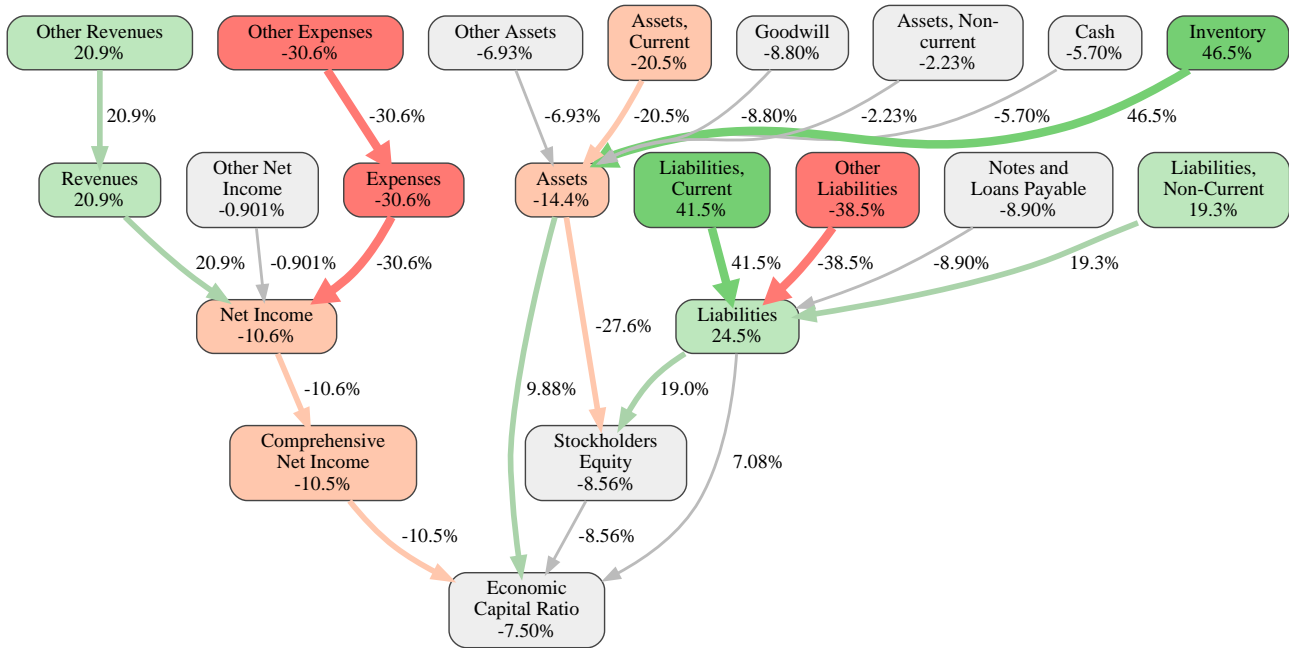 Other Revenues
20.9%
Other Expenses
-30.6%
Other Assets
-6.93%
Assets,
Current
-20.5%
Goodwill
-8.80%
Assets, Non-
current
-2.23%
Cash
-5.70%
Inventory
46.5%
20.9%
-30.6%
-6.93%
-20.5%
-8.80%
-2.23%
-5.70%
46.5%
Revenues
20.9%
Other Net
Income
-0.901%
Expenses
-30.6%
Assets
-14.4%
Liabilities,
Current
41.5%
Other
Liabilities
-38.5%
Notes and
Loans Payable
-8.90%
Liabilities,
Non-Current
19.3%
20.9%
-0.901%
-30.6%
41.5%
-38.5%
-8.90%
19.3%
Net Income
-10.6%
-27.6%
Liabilities
24.5%
-10.6%
9.88%
19.0%
Comprehensive
Net Income
-10.5%
Stockholders
Equity
-8.56%
7.08%
-10.5%
-8.56%
Economic
Capital Ratio
-7.50%